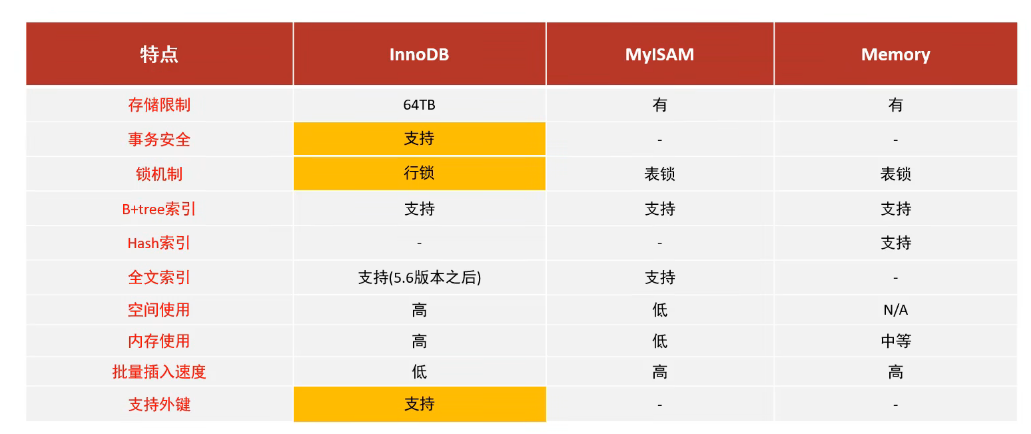 特点 InnoDB MyISAM Memory
存储限制 64TB 有 有
事务安全 支持 - -
锁机制 行锁 表锁 表锁
B+tree索引 支持 支持 支持
Hash索引 - - 支持
全文索引 支持(5.6版本之后) 支持 -
空间使用 高 低 N/A
内存使用 高 低 中等
批量插入速度 低 高 高
支持外键 支持 - -